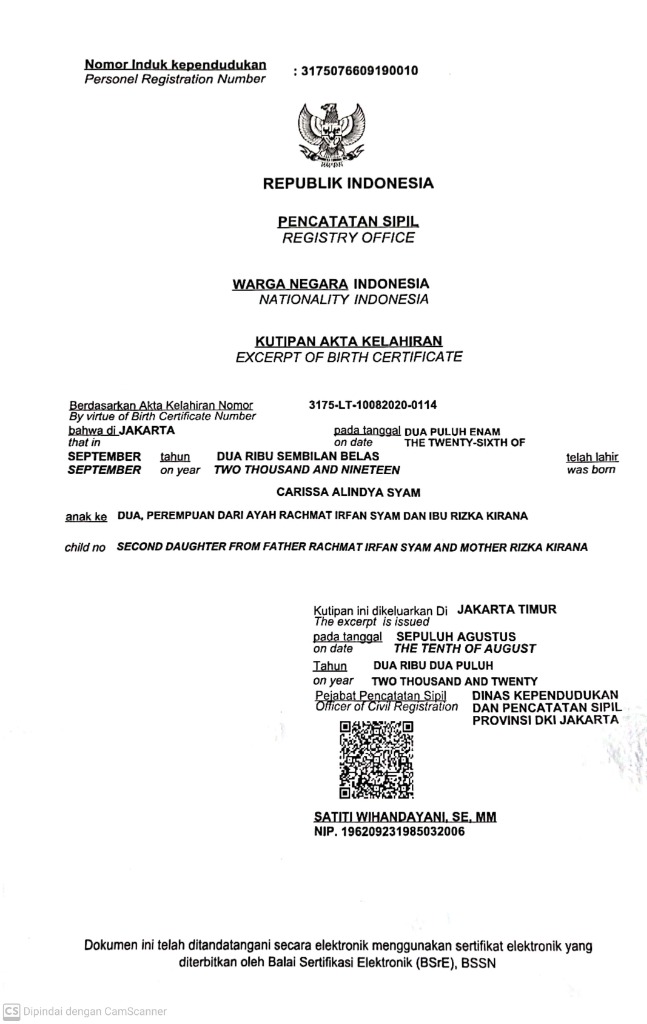 Nomor Induk kependudukan : 3175076609190010
Personel Registration Number
REPUBLIK INDONESIA
PENCATATAN SIPIL
REGISTRY OFFICE
WARGA NEGARA INDONESIA
NATIONALITY INDONESIA
KUTIPAN AKTA KELAHIRAN
EXCERPT OF BIRTH CERTIFICATE
Berdasarkan Akta Kelahiran Nomor 3175-LT-10082020-0114
By virtue of Birth Certificate Number
bahwa di JAKARTA pada tanggal DUA PULUH ENAM
that in on date THE TWENTY-SIXTH OF
SEPTEMBER tahun DUA RIBU SEMBILAN BELAS telah lahir
SEPTEMBER on year TWO THOUSAND AND NINETEEN was born
CARISSA ALINDYA SYAM
anak ke DUA, PEREMPUAN DARI AYAH RACHMAT IRFAN SYAM DAN IBU RIZKA KIRANA
child no SECOND DAUGHTER FROM FATHER RACHMAT IRFAN SYAM AND MOTHER RIZKA KIRANA
Kutipan ini dikeluarkan Di JAKARTA TIMUR
The excerpt is issued
pada tanggal SEPULUH AGUSTUS
on date THE TENTH OF AUGUST
Tahun DUA RIBU DUA PULUH
on year TWO THOUSAND AND TWENTY
Pejabat Pencatatan Sipil DINAS KEPENDUDUKAN
Officer of Civil Registration DAN PENCATATAN SIPIL
PROVINSI DKI JAKARTA
SATITI WIHANDAYANI, SE, MM
NIP. 196209231985032006
Dokumen ini telah ditandatangani secara elektronik menggunakan sertifikat elektronik yang
diterbitkan oleh Balai Sertifikasi Elektronik (BSrE), BSSN
CS Dipindai dengan CamScanner